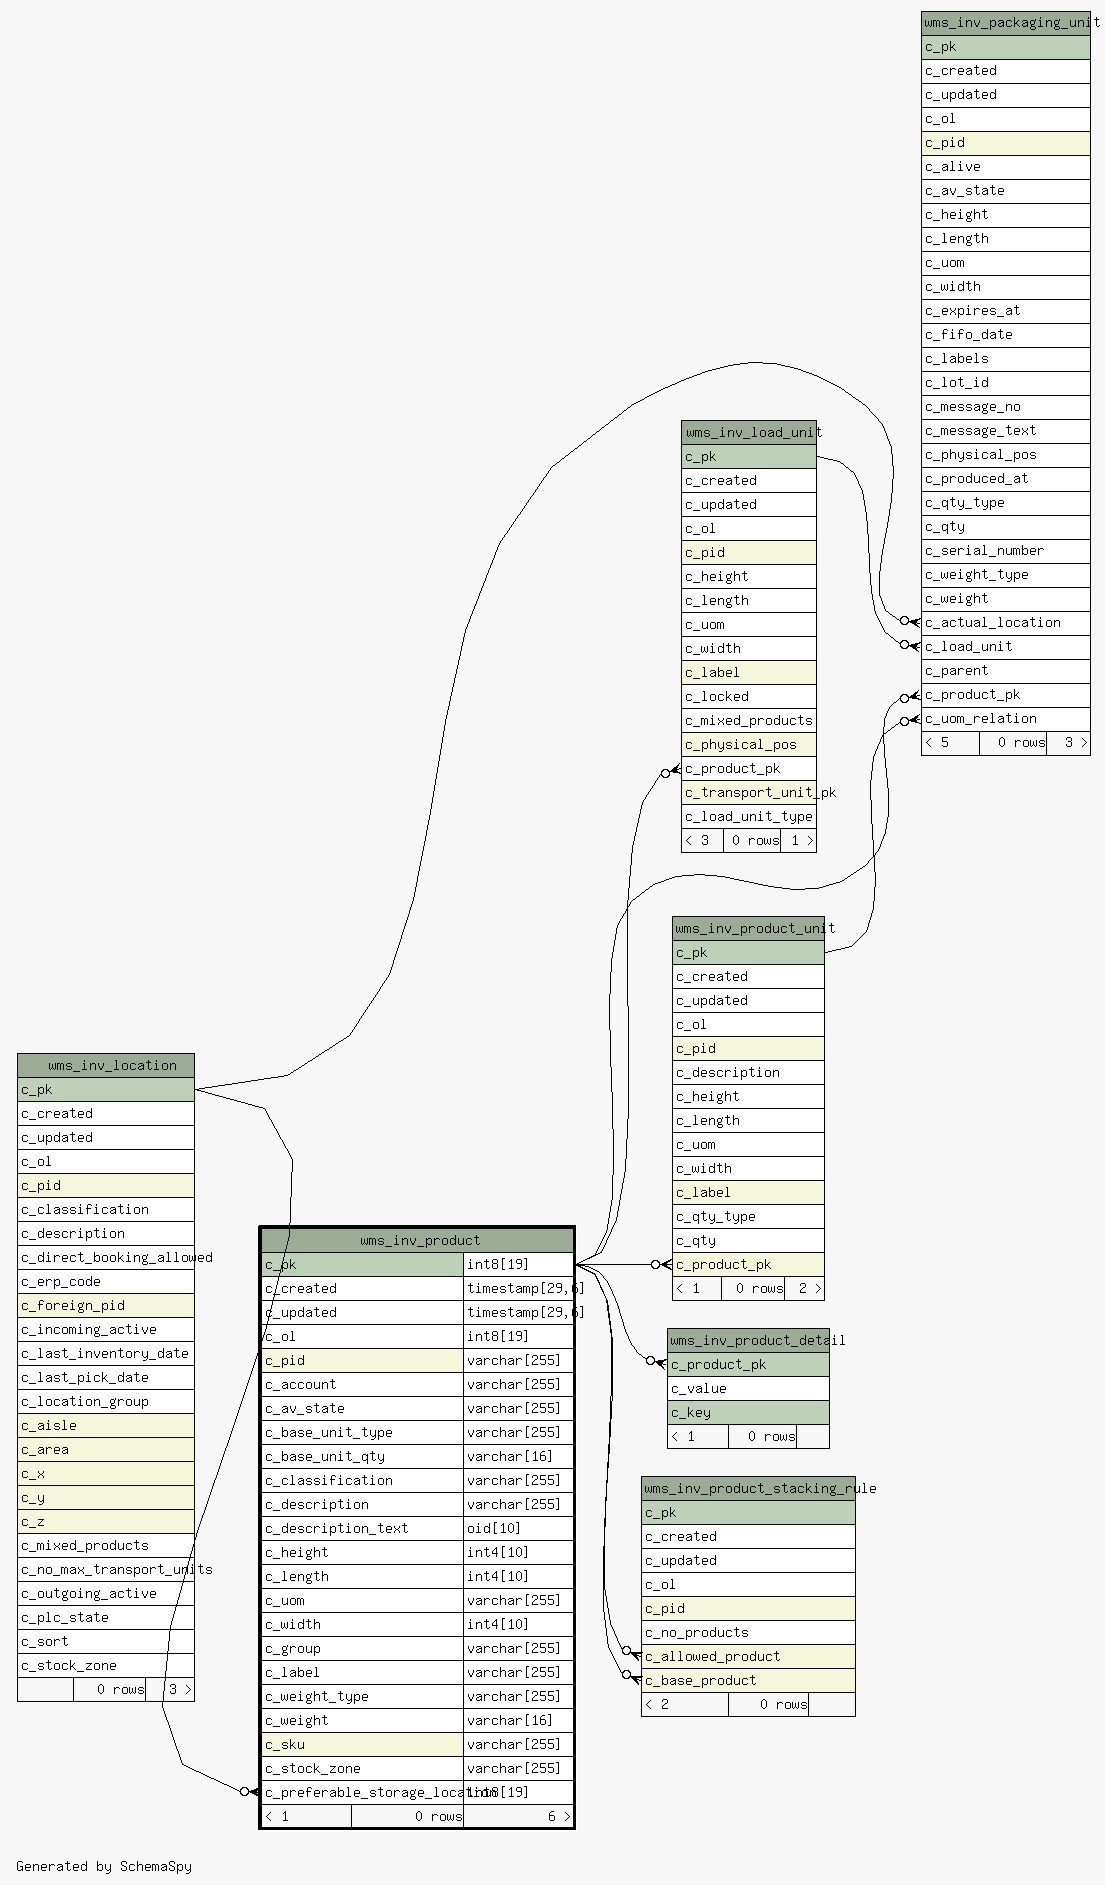 wms_inv_packaging_unit
c_pk
c_created
c_updated
c_ol
c_pid
c_alive
c_av_state
c_height
c_length
c_uom
c_width
c_expires_at
c_fifo_date
c_labels
c_lot_id
c_message_no
c_message_text
c_physical_pos
c_produced_at
c_qty_type
c_qty
c_serial_number
c_weight_type
c_weight
c_actual_location
c_load_unit
c_parent
c_product_pk
c_uom_relation
< 5 0 rows 3 >
wms_inv_load_unit
c_pk
c_created
c_updated
c_ol
c_pid
c_height
c_length
c_uom
c_width
c_label
c_locked
c_mixed_products
c_physical_pos
c_product_pk
c_transport_unit_pk
c_load_unit_type
< 3 0 rows 1 >
wms_inv_product_unit
c_pk
c_created
c_updated
c_ol
c_pid
c_description
c_height
c_length
c_uom
c_width
c_label
c_qty_type
c_qty
c_product_pk
< 1 0 rows 2 >
wms_inv_location
c_pk
c_created
c_updated
c_ol
c_pid
c_classification
c_description
c_direct_booking_allowed
c_erp_code
c_foreign_pid
c_incoming_active
c_last_inventory_date
c_last_pick_date
c_location_group
c_aisle
c_area
c_x
c_y
c_z
c_mixed_products
c_no_max_transport_units
c_outgoing_active
c_plc_state
c_sort
c_stock_zone
0 rows 3 >
wms_inv_product
c_pk int8[19]
c_created timestamp[29,6]
c_updated timestamp[29,6]
c_ol int8[19]
c_pid varchar[255]
c_account varchar[255]
c_av_state varchar[255]
c_base_unit_type varchar[255]
c_base_unit_qty varchar[16]
c_classification varchar[255]
c_description varchar[255]
c_description_text oid[10]
c_height int4[10]
c_length int4[10]
c_uom varchar[255]
c_width int4[10]
c_group varchar[255]
c_label varchar[255]
c_weight_type varchar[255]
c_weight varchar[16]
c_sku varchar[255]
c_stock_zone varchar[255]
c_preferable_storage_location int8[19]
< 1 0 rows 6 >
wms_inv_product_detail
c_product_pk
c_value
c_key
< 1 0 rows
wms_inv_product_stacking_rule
c_pk
c_created
c_updated
c_ol
c_pid
c_no_products
c_allowed_product
c_base_product
< 2 0 rows
Generated by SchemaSpy